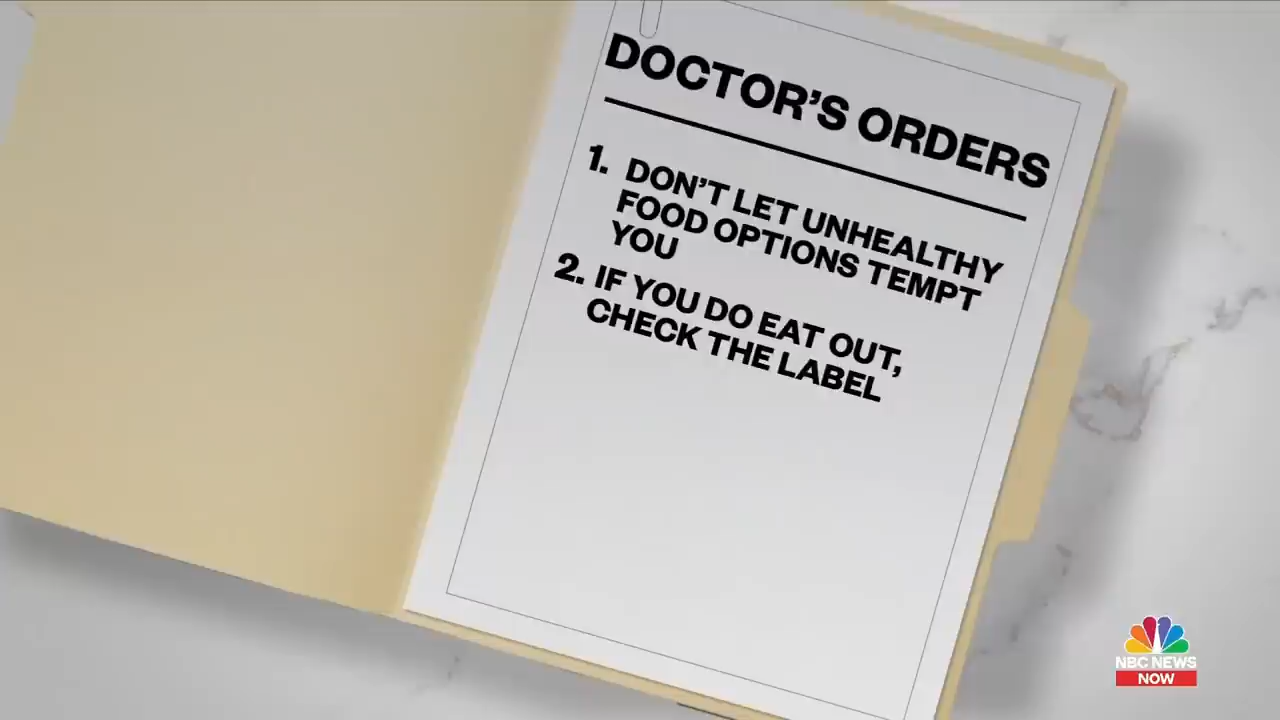 DOCTOR'S ORDERS
1. DON'T LET UNHEALTHY
FOOD OPTIONS TEMPT
YOU
2. IF YOU DO EAT OUT,
CHECK THE LABEL
NBC NEWS
NOW